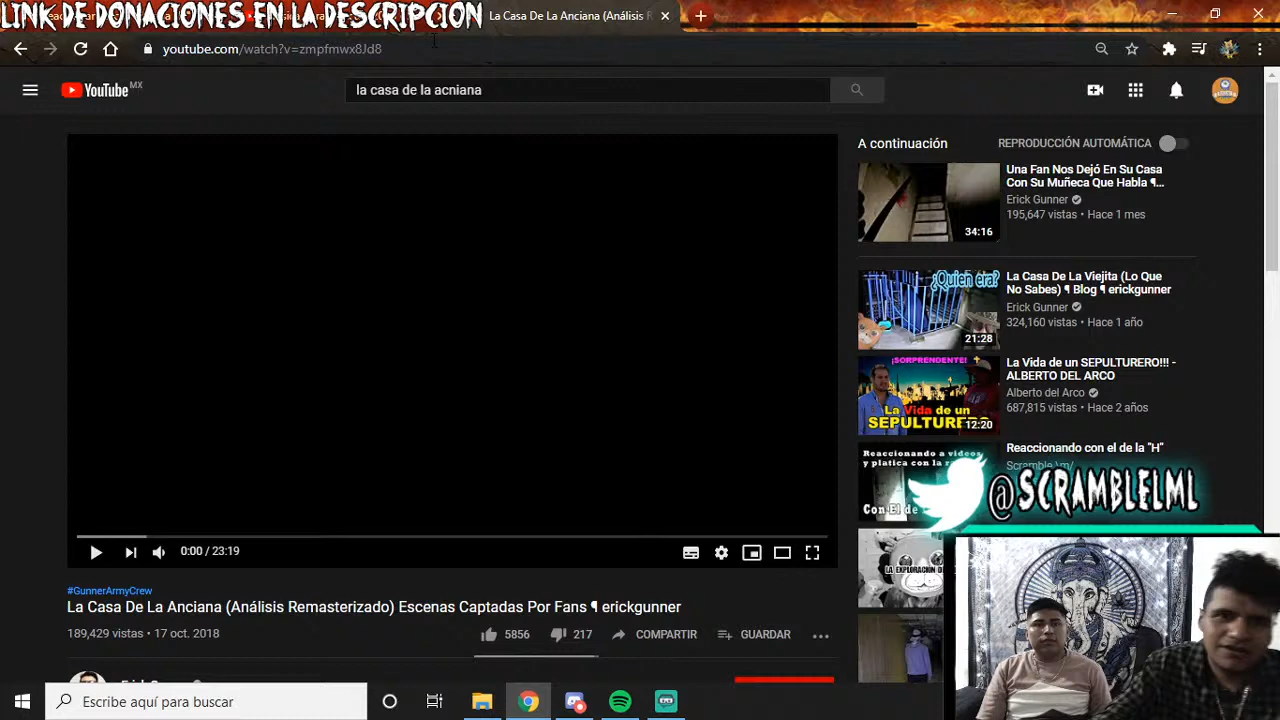 LINK DE DONACIONES EN LA DESCRIPCIÓN
La Casa De La Anciana (Análisis R
youtube.com/watch?v=zmpfmwx8Jd8
YouTube MX
la casa de la acniana
A continuación
REPRODUCCIÓN AUTOMÁTICA
Una Fan Nos Dejó En Su Casa
Con Su Muñeca Que Habla ¶...
Erick Gunner
195,647 vistas • Hace 1 mes
34:16
¿Quien era?
La Casa De La Viejita (Lo Que
No Sabes) ¶ Blog ¶ erickgunner
Erick Gunner
324,160 vistas • Hace 1 año
21:28
¡SORPRENDENTE!
La Vida de un
SEPULTURERO
12:20
La Vida de un SEPULTURERO!!! -
ALBERTO DEL ARCO
Alberto del Arco
687,815 vistas • Hace 2 años
Reaccionando a videos
y platica con la
Con El de
Reaccionando con el de la "H"
Scramble \m/
@SCRAMBLELML
LA EXPLORACION DE
0:00 / 23:19
#GunnerArmyCrew
La Casa De La Anciana (Análisis Remasterizado) Escenas Captadas Por Fans ¶ erickgunner
189,429 vistas • 17 oct. 2018
5856
217
COMPARTIR
GUARDAR
Escribe aquí para buscar